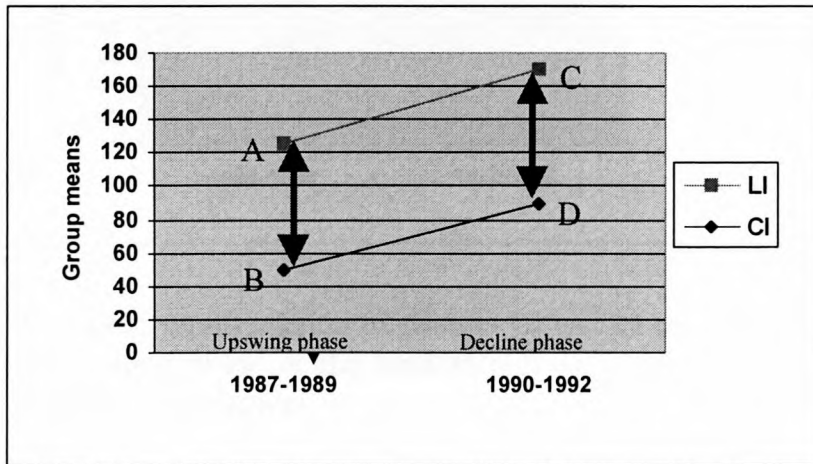 180
160
140
120
100
80
60
40
20
0
Group means
A
B
C
D
Upswing phase
Decline phase
1987-1989
1990-1992
LI
CI